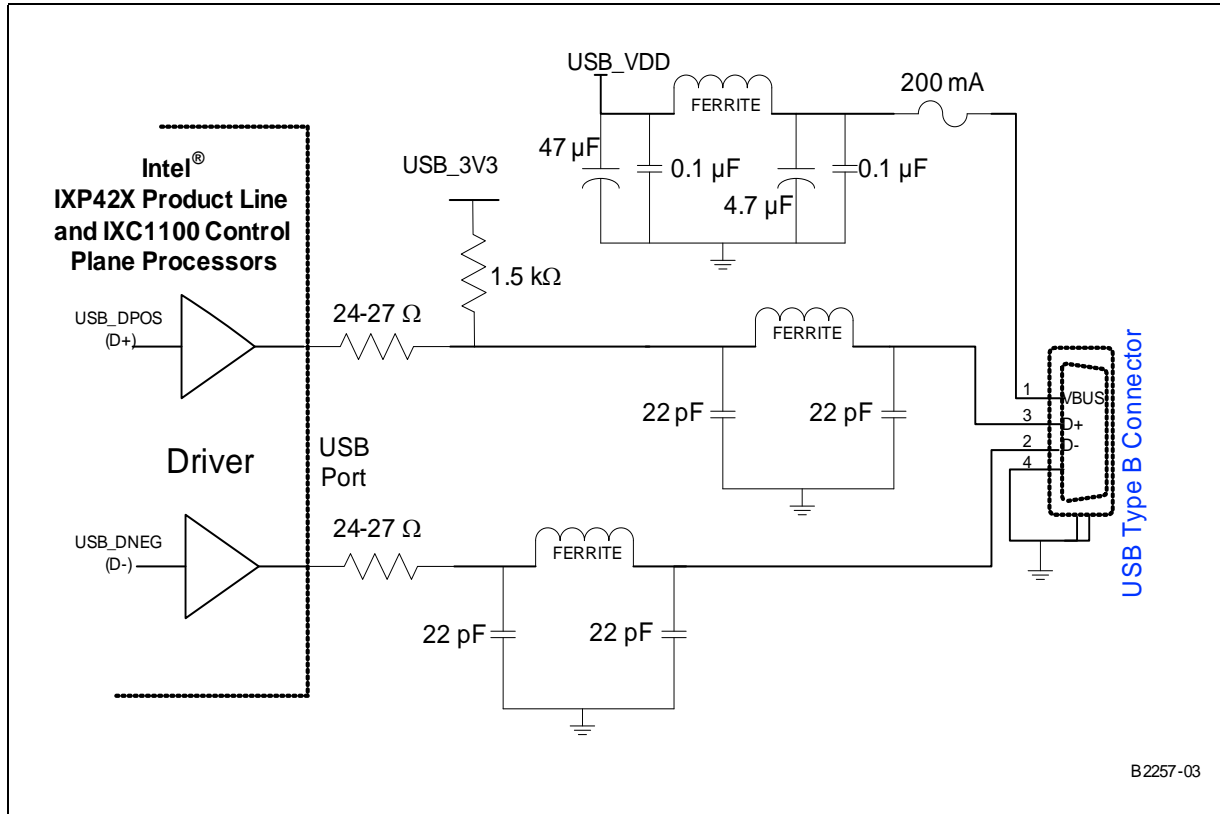 USB_VDD
FERRITE
200 mA
47 µF
0.1 µF
4.7 µF
0.1 µF
Intel®
IXP42X Product Line
and IXC1100 Control
Plane Processors
USB_3V3
1.5 kΩ
USB_DPOS
(D+)
24-27 Ω
FERRITE
22 pF
22 pF
1
VBUS
3
D+
2
D-
4
USB Type B Connector
Driver
USB
Port
USB_DNEG
(D-)
24-27 Ω
FERRITE
22 pF
22 pF
B2257-03